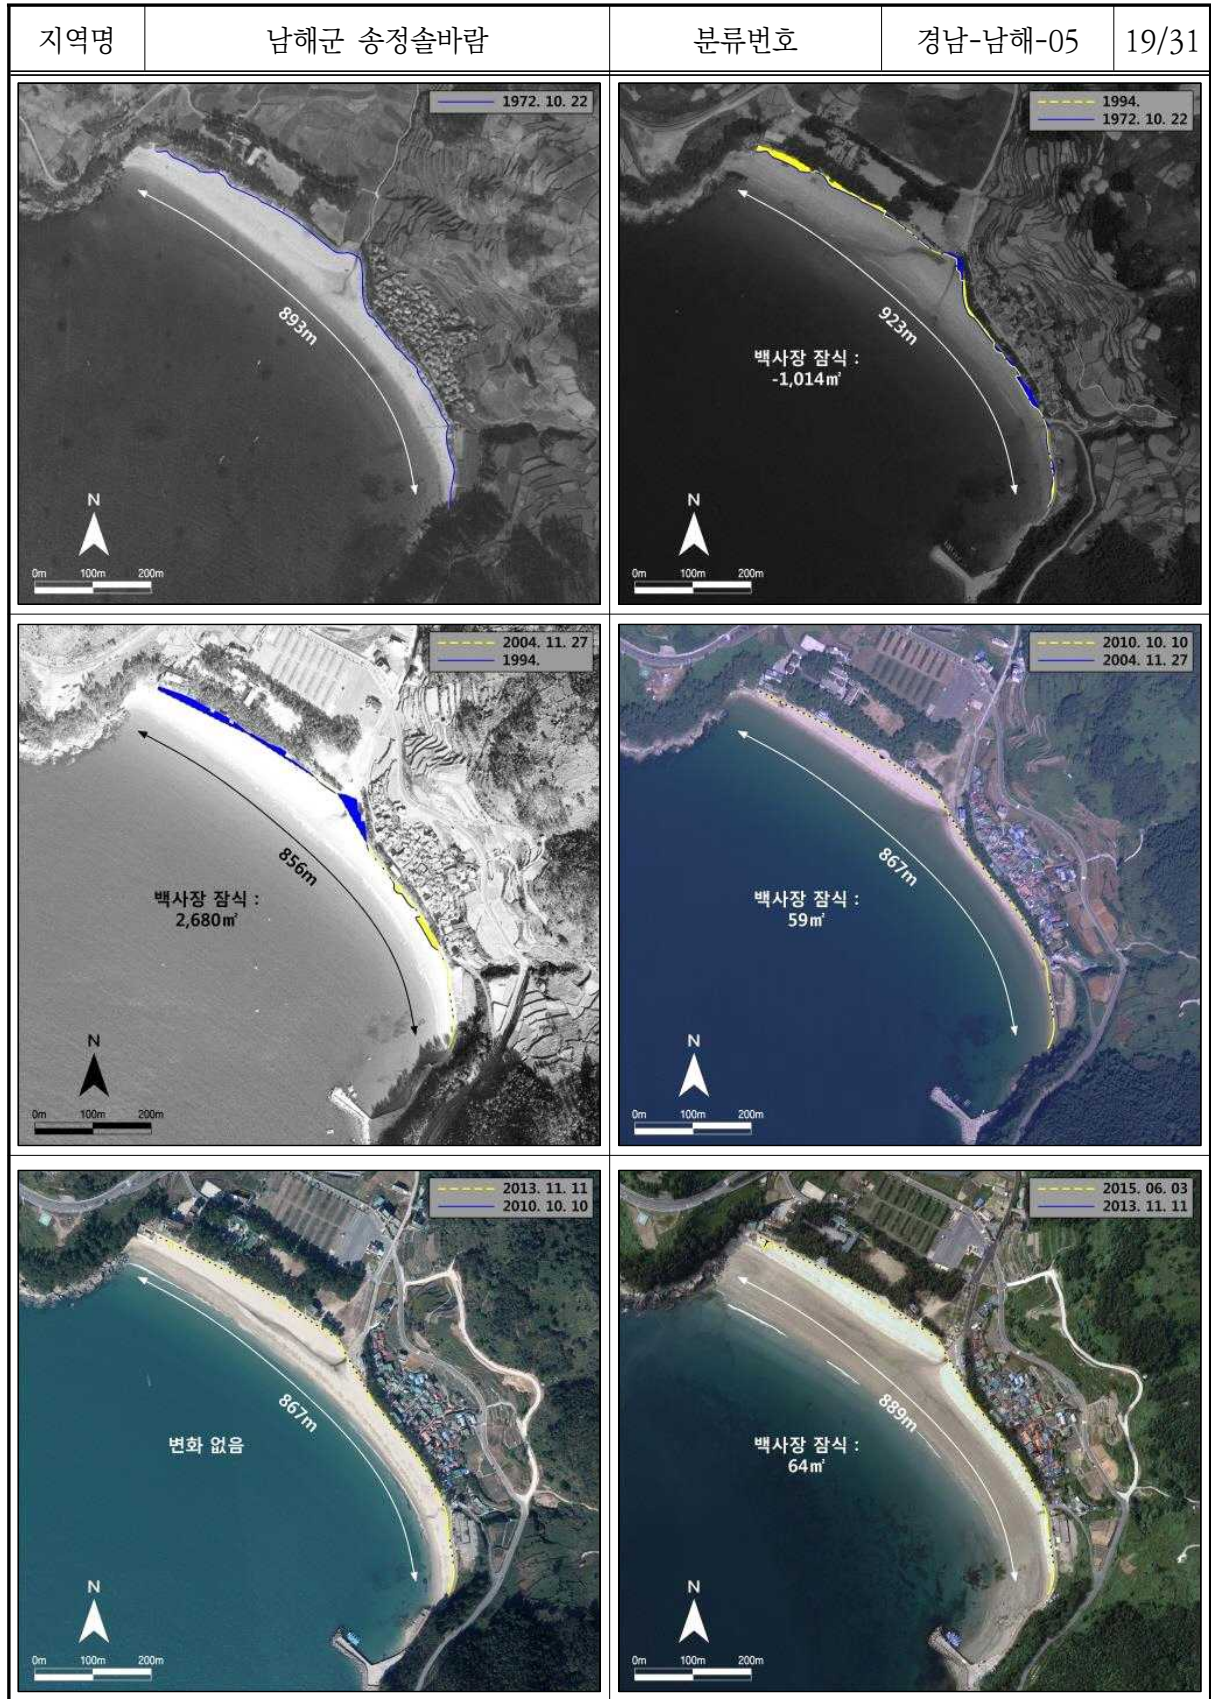 지역명 남해군 송정솔바람 분류번호 경남-남해-05 19/31
1972. 10. 22
893m
N
0m 100m 200m
1994.
1972. 10. 22
923m
백사장 잠식 :
-1,014㎡
N
0m 100m 200m
2004. 11. 27
1994.
856m
백사장 잠식 :
2,680㎡
N
0m 100m 200m
2010. 10. 10
2004. 11. 27
867m
백사장 잠식 :
59㎡
N
0m 100m 200m
2013. 11. 11
2010. 10. 10
867m
변화 없음
N
0m 100m 200m
2015. 06. 03
2013. 11. 11
889m
백사장 잠식 :
64㎡
N
0m 100m 200m